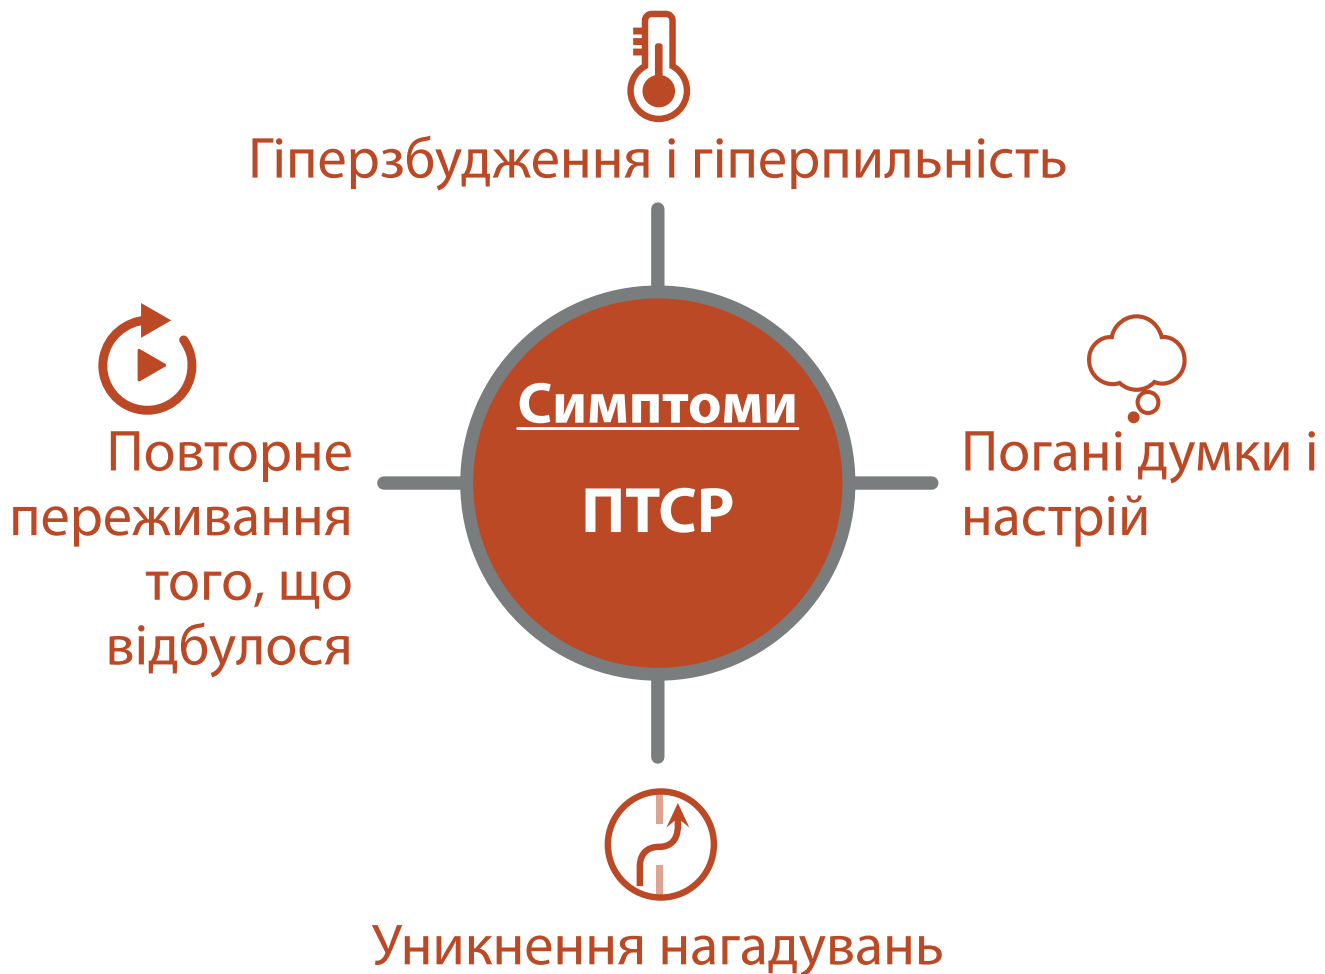 Гіперзбудження і гіперпильність
Симптоми
ПТСР
Повторне
переживання
того, що
відбулося
Погані думки і
настрій
Уникнення нагадувань